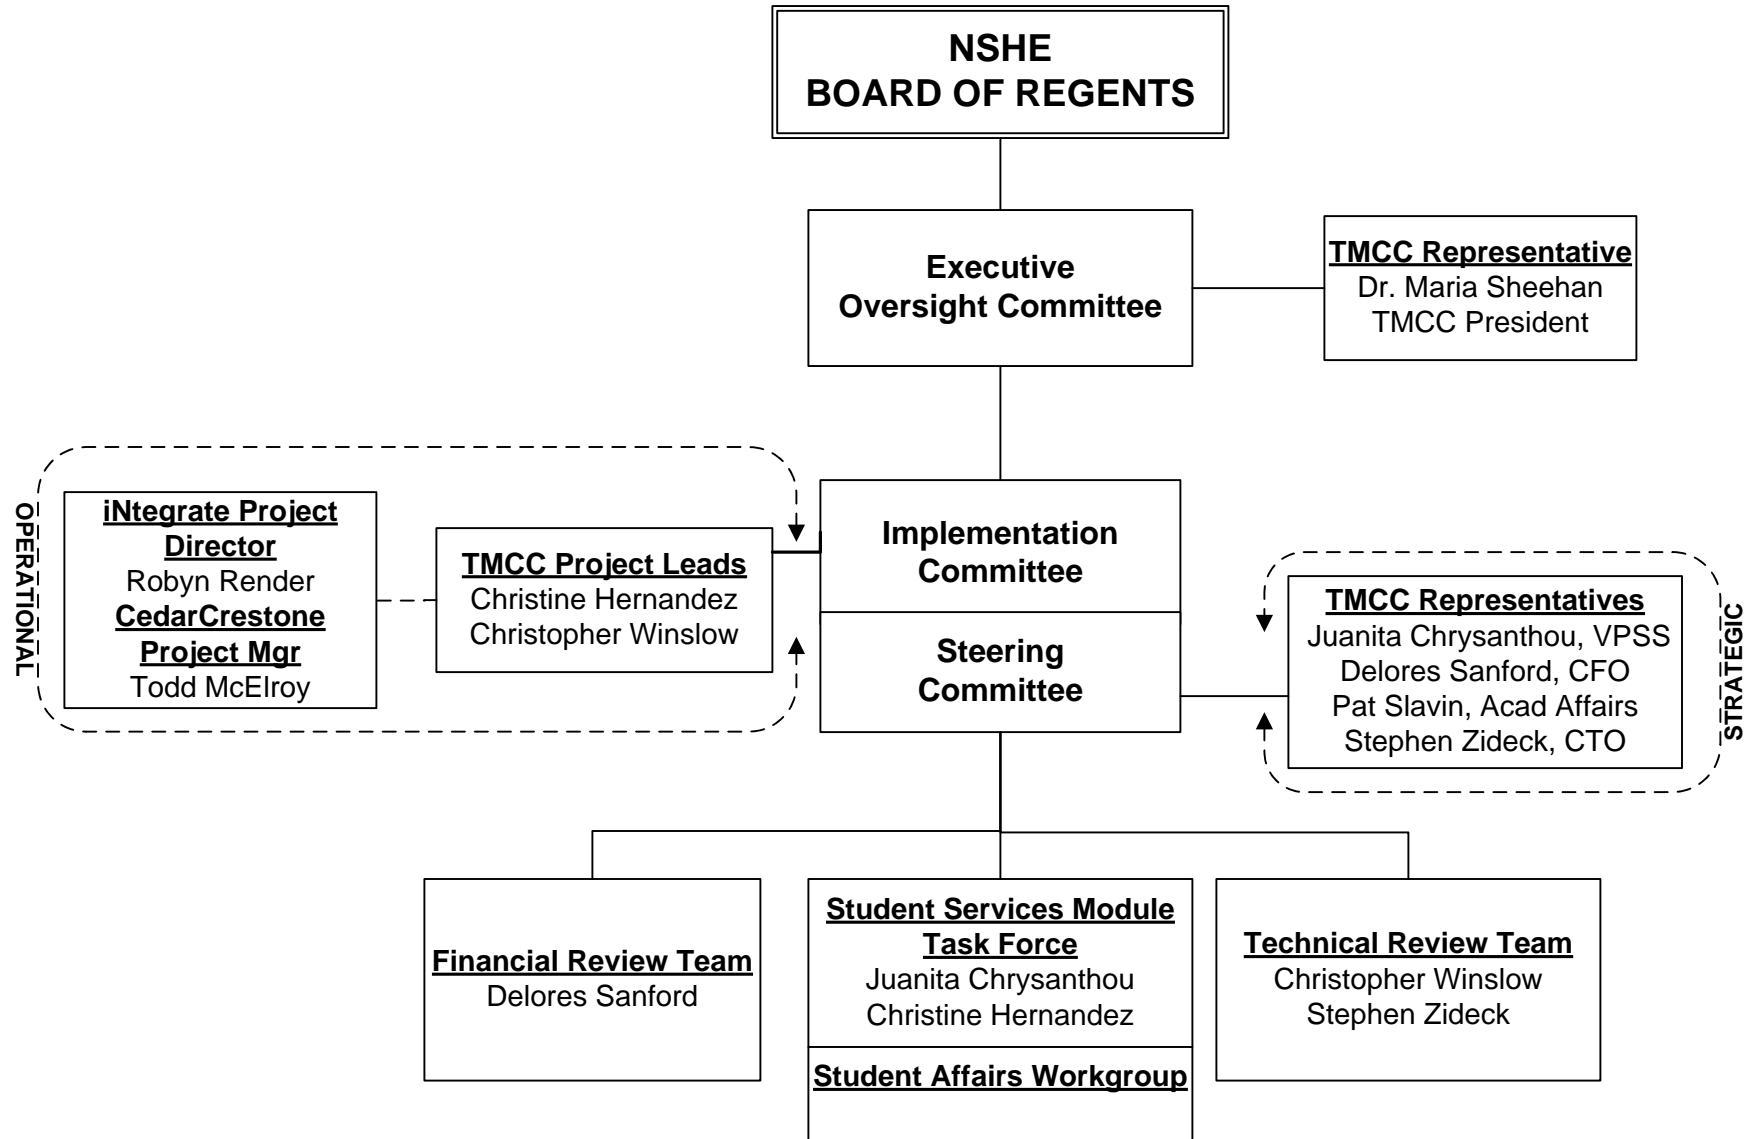 NSHE
BOARD OF REGENTS
Executive
Oversight Committee
TMCC Representative
Dr. Maria Sheehan
TMCC President
OPERATIONAL
iNtegrate Project
Director
Robyn Render
CedarCrestone
Project Mgr
Todd McElroy
TMCC Project Leads
Christine Hernandez
Christopher Winslow
Implementation
Committee
Steering
Committee
TMCC Representatives
Juanita Chrysanthou, VPSS
Delores Sanford, CFO
Pat Slavin, Acad Affairs
Stephen Zideck, CTO
STRATEGIC
Financial Review Team
Delores Sanford
Student Services Module
Task Force
Juanita Chrysanthou
Christine Hernandez
Student Affairs Workgroup
Technical Review Team
Christopher Winslow
Stephen Zideck